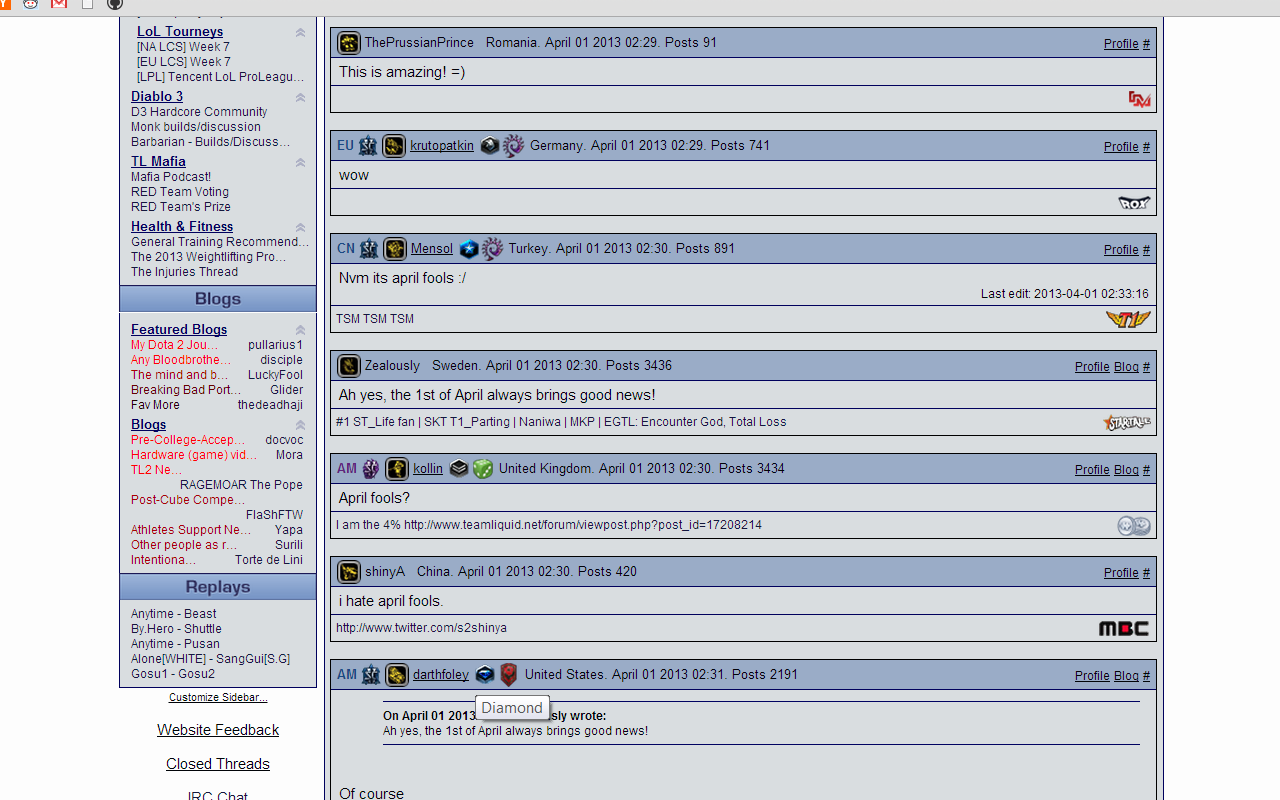 LoL Tourneys
[NA LCS] Week 7
[EU LCS] Week 7
[LPL] Tencent LoL ProLeagu…
Diablo 3
D3 Hardcore Community
Monk builds/discussion
Barbarian - Builds/Discuss…
TL Mafia
Mafia Podcast!
RED Team Voting
RED Team's Prize
Health & Fitness
General Training Recommend…
The 2013 Weightlifting Pro…
The Injuries Thread
Blogs
Featured Blogs
My Dota 2 Jou… pullarius1
Any Bloodbrothe… disciple
The mind and b… LuckyFool
Breaking Bad Port… Glider
Fav More thedeadhaji
Blogs
Pre-College-Accep… docvoc
Hardware (game) vid… Mora
TL2 Ne…
RAGEMOAR The Pope
Post-Cube Compe…
FlaShFTW
Athletes Support Ne… Yapa
Other people as r… Surili
Intentiona… Torte de Lini
Replays
Anytime - Beast
By.Hero - Shuttle
Anytime - Pusan
Alone[WHITE] - SangGui[S.G]
Gosu1 - Gosu2
Customize Sidebar...
Website Feedback
Closed Threads
IRC Chat
ThePrussianPrince Romania. April 01 2013 02:29. Posts 91 Profile #
This is amazing! =)
EU krutopatkin Germany. April 01 2013 02:29. Posts 741 Profile #
wow
ROX
CN Mensol Turkey. April 01 2013 02:30. Posts 891 Profile #
Nvm its april fools :/
Last edit: 2013-04-01 02:33:16
TSM TSM TSM
T1
Zealously Sweden. April 01 2013 02:30. Posts 3436 Profile Blog #
Ah yes, the 1st of April always brings good news!
#1 ST_Life fan | SKT T1_Parting | Naniwa | MKP | EGTL: Encounter God, Total Loss
STARTALE
AM kollin United Kingdom. April 01 2013 02:30. Posts 3434 Profile Blog #
April fools?
I am the 4% http://www.teamliquid.net/forum/viewpost.php?post_id=17208214
shinyA China. April 01 2013 02:30. Posts 420 Profile #
i hate april fools.
http://www.twitter.com/s2shinya
MBC
AM darthfoley United States. April 01 2013 02:31. Posts 2191 Profile Blog #
Diamond
On April 01 2013 sly wrote:
Ah yes, the 1st of April always brings good news!
Of course